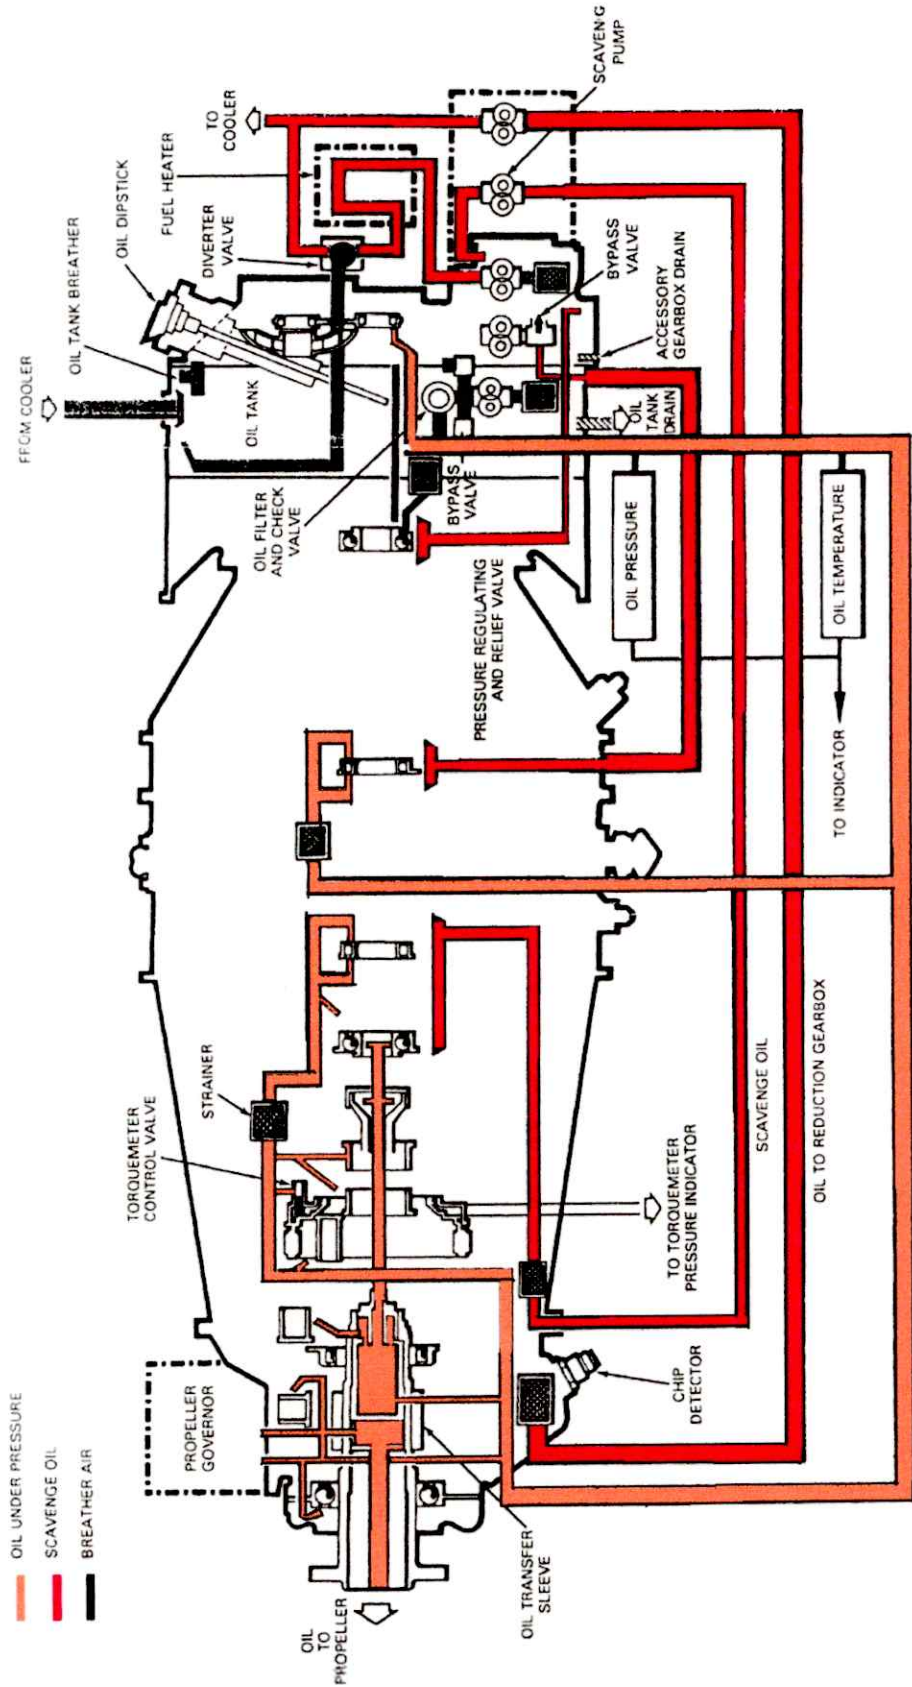 OIL UNDER PRESSURE
SCAVENGE OIL
BREATHER AIR
FROM COOLER
OIL TANK BREATHER
OIL DIPSTICK
FUEL HEATER
DIVERTER
VALVE
TO
COOLER
SCAVENG
PUMP
OIL TANK
BYPASS
VALVE
ACCESSORY
GEARBOX DRAIN
OIL
TANK
DRAIN
BYPASS
VALVE
OIL FILTER
AND CHECK
VALVE
PRESSURE REGULATING
AND RELIEF VALVE
OIL PRESSURE
OIL TEMPERATURE
TO INDICATOR
STRAINER
TORQUEMETER
CONTROL VALVE
PROPELLER
GOVERNOR
TO TORQUEMETER
PRESSURE INDICATOR
SCAVENGE OIL
OIL TO REDUCTION GEARBOX
CHIP
DETECTOR
OIL TRANSFER
SLEEVE
OIL
TO
PROPELLER